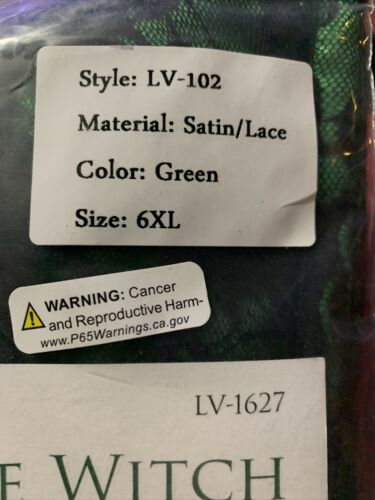 Style: LV-102
Material: Satin/Lace
Color: Green
Size: 6XL
WARNING: Cancer
and Reproductive Harm-
www.P65Warnings.ca.gov
LV-1627
E WITCH